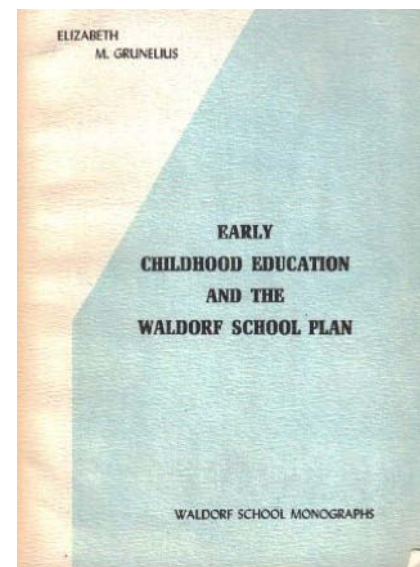 ELIZABETH
M. GRUNELIUS
EARLY
CHILDHOOD EDUCATION
AND THE
WALDORF SCHOOL PLAN
WALDORF SCHOOL MONOGRAPHS